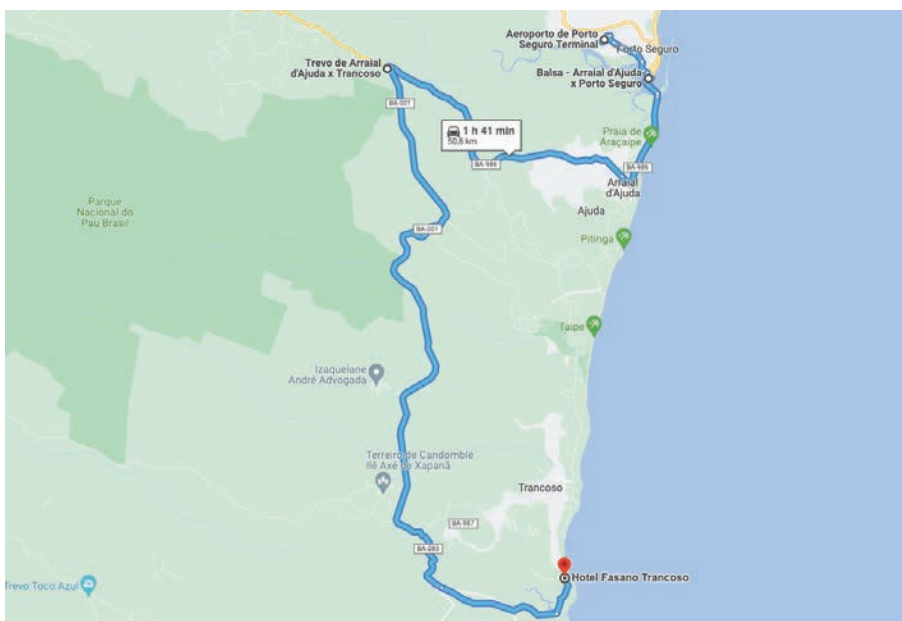 Aeroporto de Porto
Seguro Terminal
Porto Seguro
Trevo de Arraial
d'Ajuda x Trancoso
Balsa - Arraial d'Ajuda
x Porto Seguro
BA-001
1 h 41 min
50,8 km
Praia de
Araçaípe
BA-986
BA-986
Arraial
d'Ajuda
Parque
Nacional do
Pau Brasil
Ajuda
BA-001
Pitinga
Taipe
Izaquelane
André Advogada
Terreiro de Candomblé
Ilê Axé de Xapanã
Trancoso
BA-987
BA-283
Hotel Fasano Trancoso
Trevo Toco Azul